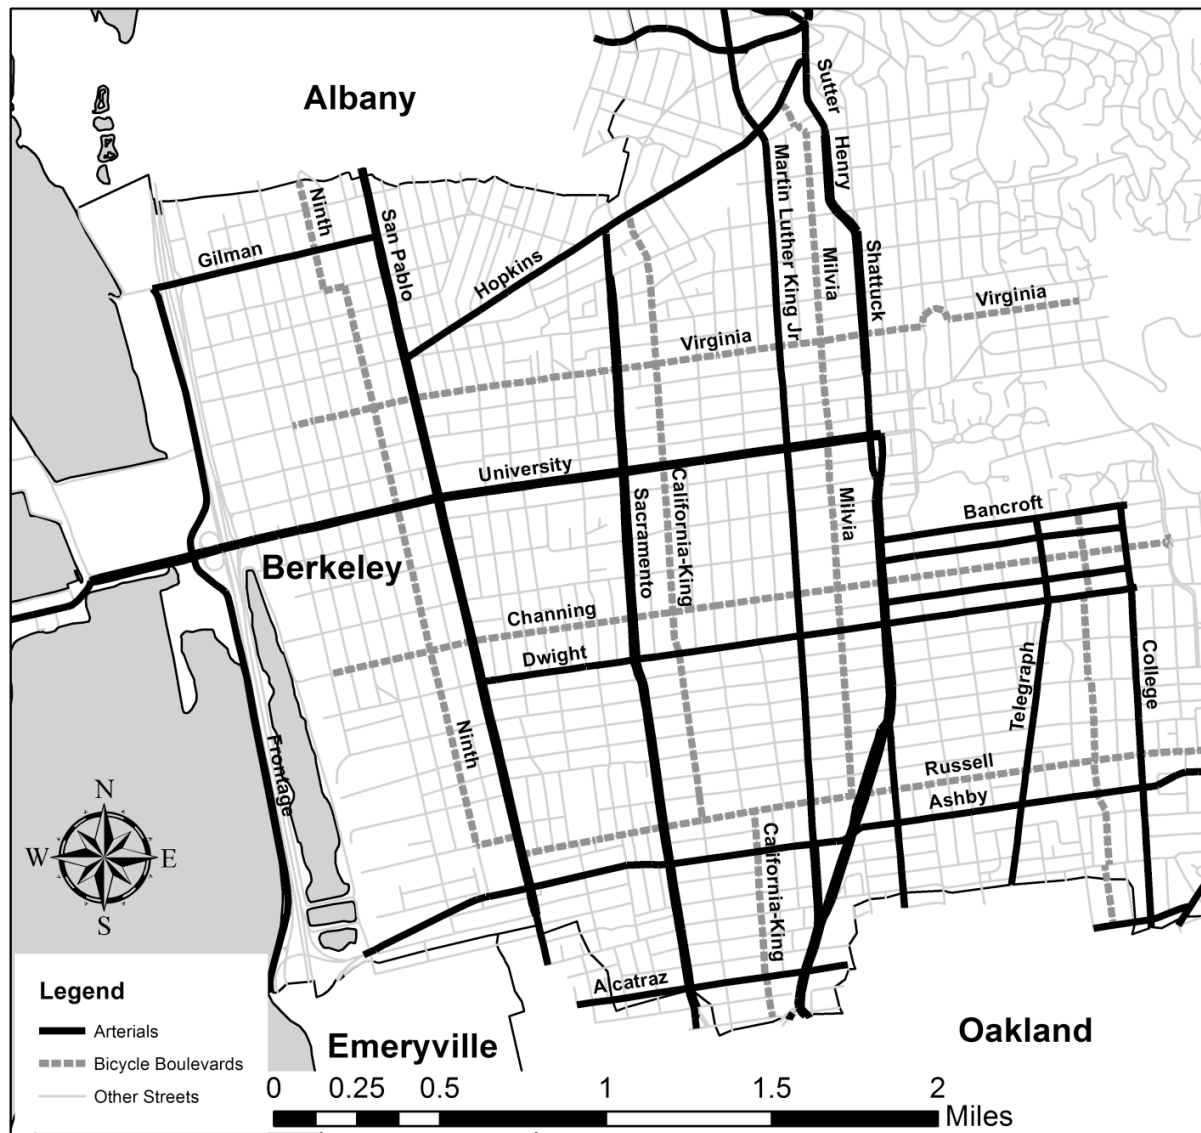 Albany
Sutter
Henry
Ninth
San Pablo
Gilman
Hopkins
Martin Luther King Jr
Milvia
Shattuck
Virginia
Virginia
University
California-King
Sacramento
Milvia
Bancroft
Berkeley
Channing
Dwight
Telegraph
College
Ninth
Frontage
Russell
Ashby
California-King
Alcatraz
N
W
E
S
Legend
Arterials
Bicycle Boulevards
Other Streets
Emeryville
Oakland
0 0.25 0.5 1 1.5 2
Miles